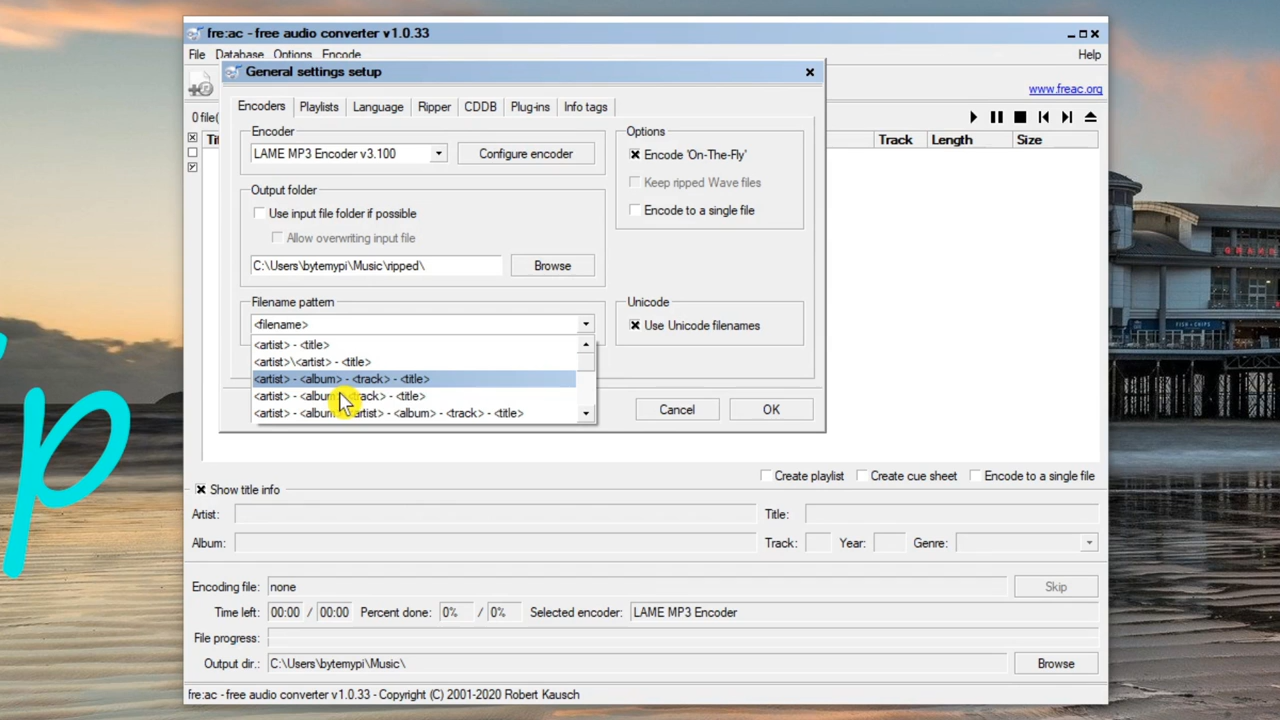 fre:ac - free audio converter v1.0.33
File Database Options Encode Help
General settings setup
www.freac.org
Encoders Playlists Language Ripper CDDB Plug-ins Info tags
0 file(
Encoder
Options
Track Length Size
LAME MP3 Encoder v3.100 Configure encoder
Encode 'On-The-Fly'
Keep ripped Wave files
Output folder
Use input file folder if possible
Encode to a single file
Allow overwriting input file
C:\Users\bytemypi\Music\ripped\ Browse
Filename pattern
Unicode
<filename>
Use Unicode filenames
<artist> - <title>
<artist>\<artist> - <title>
<artist> - <album> - <track> - <title>
<artist> - <album track> - <title>
<artist> - <album artist> - <album> - <track> - <title>
Cancel OK
Create playlist Create cue sheet Encode to a single file
Show title info
Artist: Title:
Album: Track: Year: Genre:
Encoding file: none Skip
Time left: 00:00 / 00:00 Percent done: 0% / 0% Selected encoder: LAME MP3 Encoder
File progress:
Output dir.: C:\Users\bytemypi\Music\ Browse
fre:ac - free audio converter v1.0.33 - Copyright (C) 2001-2020 Robert Kausch
p
FISH & CHIPS